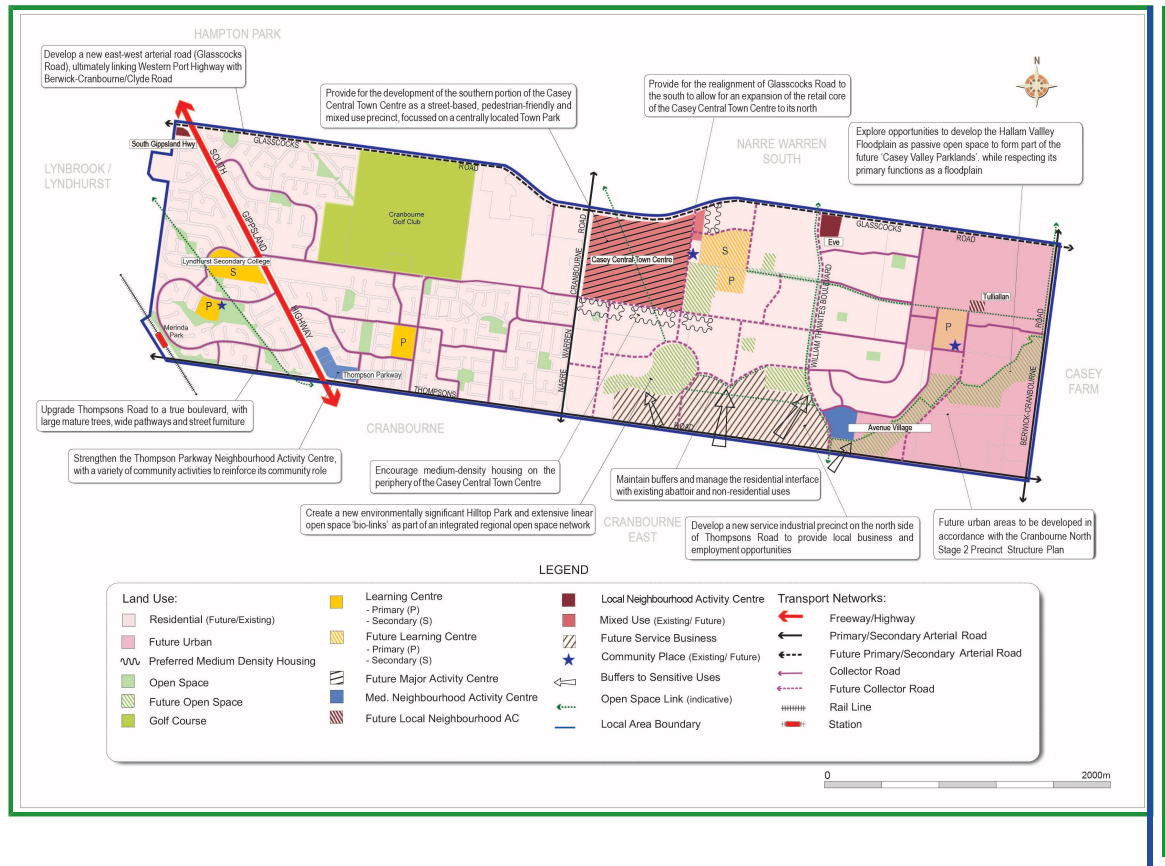 HAMPTON PARK
Develop a new east-west arterial road (Glasscocks
Road), ultimately linking Western Port Highway with
Berwick-Cranbourne/Clyde Road
Provide for the development of the southern portion of the Casey
Central Town Centre as a street-based, pedestrian-friendly and
mixed use precinct, focussed on a centrally located Town Park
Provide for the realignment of Glasscocks Road to
the south to allow for an expansion of the retail core
of the Casey Central Town Centre to its north
N
Explore opportunities to develop the Hallam Vallley
Floodplain as passive open space to form part of the
future 'Casey Valley Parklands'. while respecting its
primary functions as a floodplain
NARRE WARREN
SOUTH
LYNBROOK /
LYNDHURST
South Gippsland Hwy
GLASSCOCKS
ROAD
SOUTH
GIPPSLAND
HIGHWAY
Cranbourne
Golf Club
Lyndhurst Secondary College
S
P
Merinda
Park
P
Thompson Parkway
THOMPSONS
ROAD
NARRE
WARREN
CRANBOURNE
ROAD
Casey Central Town Centre
S
P
Eve
GLASSCOCKS
ROAD
WILLIAM THWAITES BOULEVARD
Tulliallan
P
Avenue Village
BERWICK-CRANBOURNE
ROAD
CASEY
FARM
Upgrade Thompsons Road to a true boulevard, with
large mature trees, wide pathways and street furniture
CRANBOURNE
Strengthen the Thompson Parkway Neighbourhood Activity Centre,
with a variety of community activities to reinforce its community role
Encourage medium-density housing on the
periphery of the Casey Central Town Centre
Maintain buffers and manage the residential interface
with existing abattoir and non-residential uses
Create a new environmentally significant Hilltop Park and extensive linear
open space 'bio-links' as part of an integrated regional open space network
CRANBOURNE
EAST
Develop a new service industrial precinct on the north side
of Thompsons Road to provide local business and
employment opportunities
Future urban areas to be developed in
accordance with the Cranbourne North
Stage 2 Precinct Structure Plan
LEGEND
Land Use:
Residential (Future/Existing)
Future Urban
Preferred Medium Density Housing
Open Space
Future Open Space
Golf Course
Learning Centre
- Primary (P)
- Secondary (S)
Future Learning Centre
- Primary (P)
- Secondary (S)
Future Major Activity Centre
Med. Neighbourhood Activity Centre
Future Local Neighbourhood AC
Local Neighbourhood Activity Centre
Mixed Use (Existing/ Future)
Future Service Business
Community Place (Existing/ Future)
Buffers to Sensitive Uses
Open Space Link (indicative)
Local Area Boundary
Transport Networks:
Freeway/Highway
Primary/Secondary Arterial Road
Future Primary/Secondary Arterial Road
Collector Road
Future Collector Road
Rail Line
Station
0
2000m